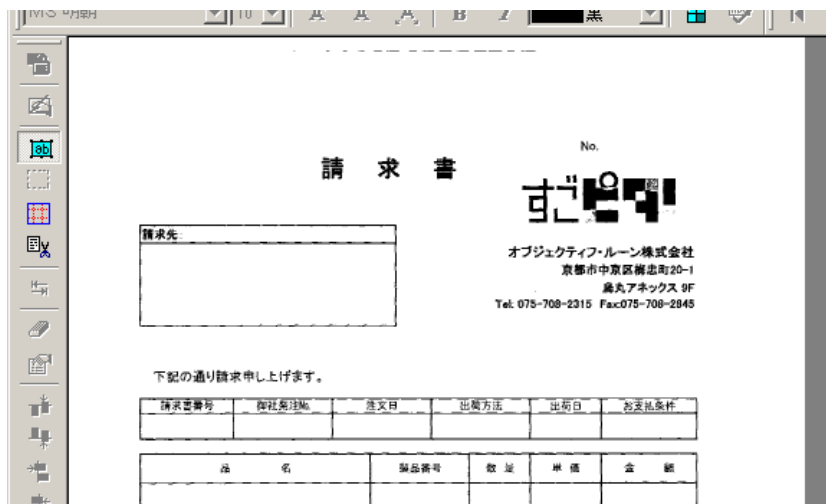 MS 明朝 10 B I 黒
No.
請 求 書
すごピタ
請求先:
オブジェクティフ・ルーン株式会社
京都市中京区梅忠町20-1
烏丸アネックス 9F
Tel: 075-708-2315 Fax:075-708-2845
下記の通り請求申し上げます。
請求書番号 御社発注No. 注文日 出荷方法 出荷日 お支払条件
品 名 製品番号 数 量 単 価 金 額